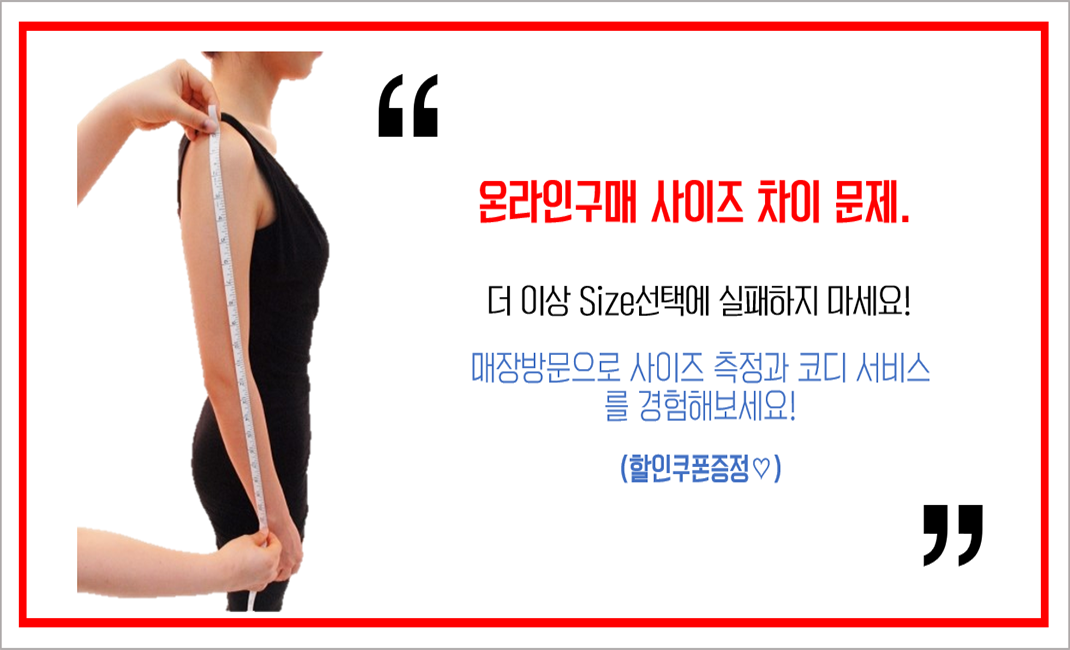 “
온라인구매 사이즈 차이 문제.
더 이상 Size선택에 실패하지 마세요!
매장방문으로 사이즈 측정과 코디 서비스
를 경험해보세요!
(할인쿠폰증정♡)
”